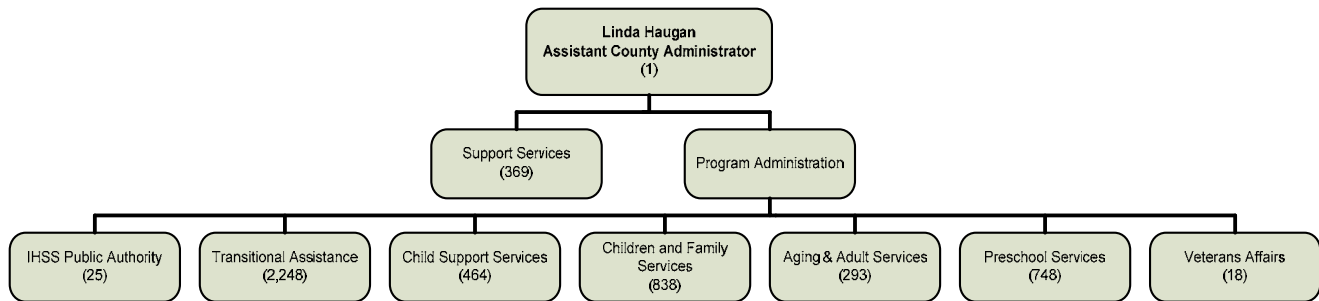 Linda Haugan
Assistant County Administrator
(1)
Support Services
(369)
Program Administration
IHSS Public Authority
(25)
Transitional Assistance
(2,248)
Child Support Services
(464)
Children and Family
Services
(838)
Aging & Adult Services
(293)
Preschool Services
(748)
Veterans Affairs
(18)